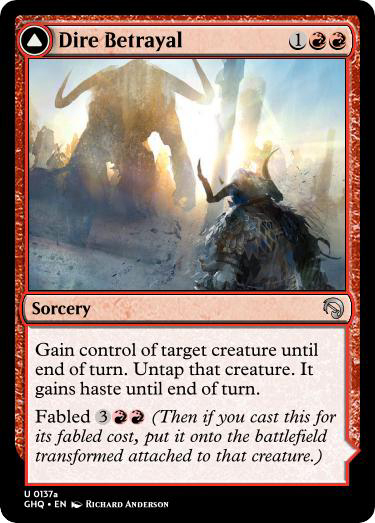 Dire Betrayal 1
Sorcery
Gain control of target creature until
end of turn. Untap that creature. It
gains haste until end of turn.
Fabled 3 (Then if you cast this for
its fabled cost, put it onto the battlefield
transformed attached to that creature.)
U 0137a
GHQ • EN Richard Anderson